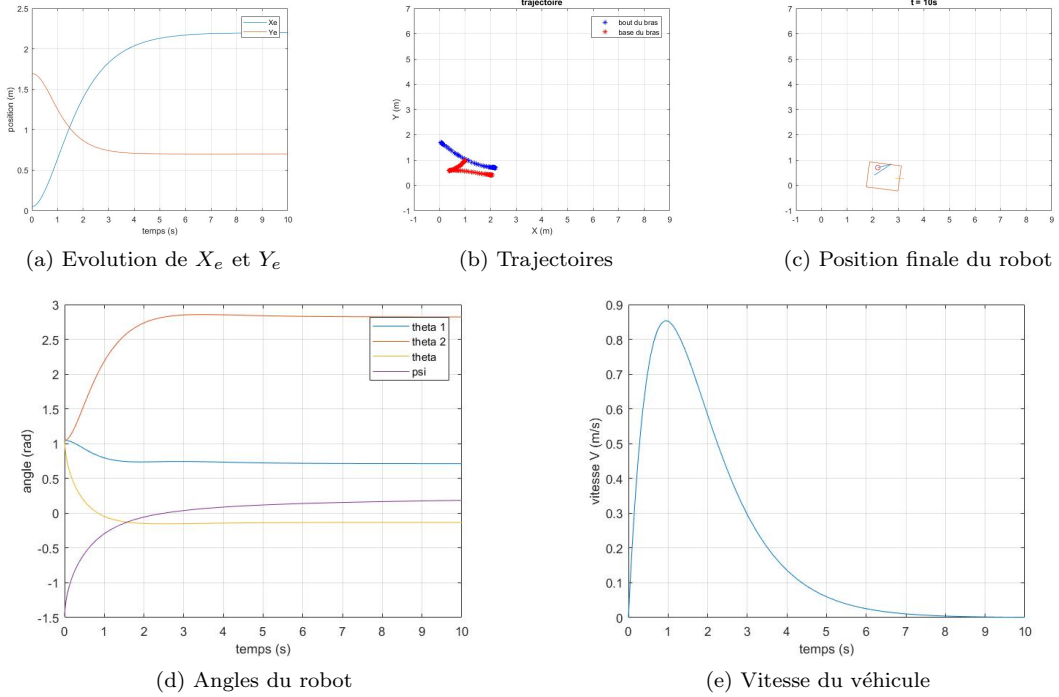 2.5
2
1.5
1
0.5
0
position (m)
Xe
Ye
0 1 2 3 4 5 6 7 8 9 10
temps (s)
(a) Evolution de Xe et Ye
trajectoire
7
6
5
4
3
2
1
0
-1
Y (m)
bout du bras
base du bras
-1 0 1 2 3 4 5 6 7 8 9
X (m)
(b) Trajectoires
t = 10s
7
6
5
4
3
2
1
0
-1
-1 0 1 2 3 4 5 6 7 8 9
(c) Position finale du robot
3
2.5
2
1.5
1
0.5
0
-0.5
-1
-1.5
angle (rad)
theta 1
theta 2
theta
psi
0 1 2 3 4 5 6 7 8 9 10
temps (s)
(d) Angles du robot
0.9
0.8
0.7
0.6
0.5
0.4
0.3
0.2
0.1
0
vitesse V (m/s)
0 1 2 3 4 5 6 7 8 9 10
temps (s)
(e) Vitesse du véhicule